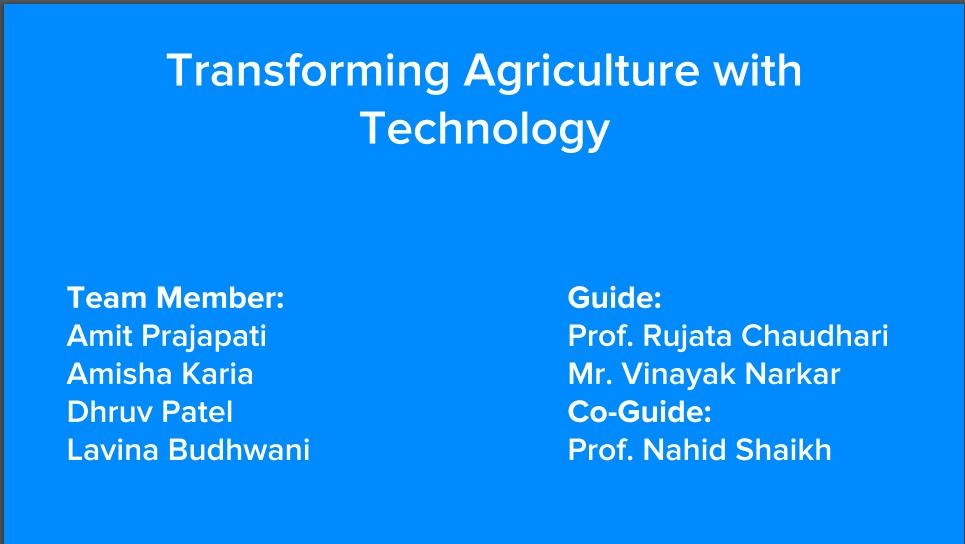 Transforming Agriculture with
Technology
Team Member:
Amit Prajapati
Amisha Karia
Dhruv Patel
Lavina Budhwani
Guide:
Prof. Rujata Chaudhari
Mr. Vinayak Narkar
Co-Guide:
Prof. Nahid Shaikh